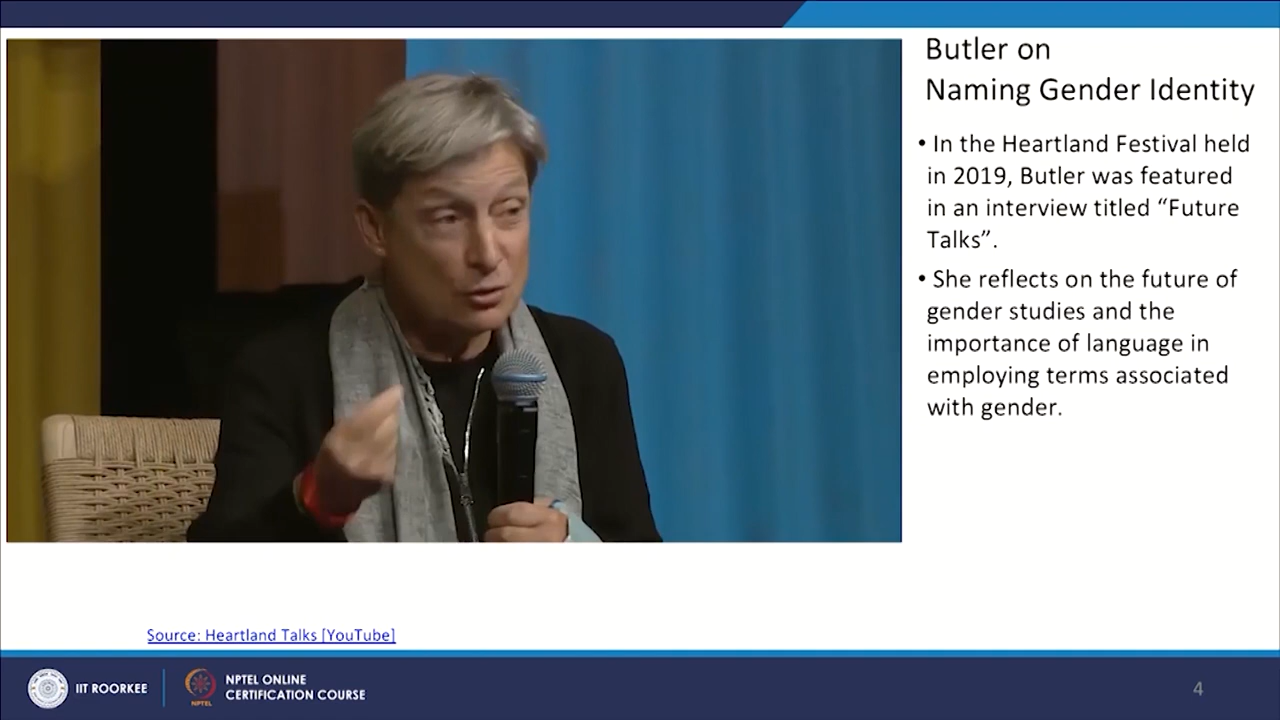 Butler on
Naming Gender Identity
• In the Heartland Festival held
in 2019, Butler was featured
in an interview titled “Future
Talks”.
• She reflects on the future of
gender studies and the
importance of language in
employing terms associated
with gender.
Source: Heartland Talks [YouTube]
IIT ROORKEE
NPTEL
NPTEL ONLINE
CERTIFICATION COURSE
4